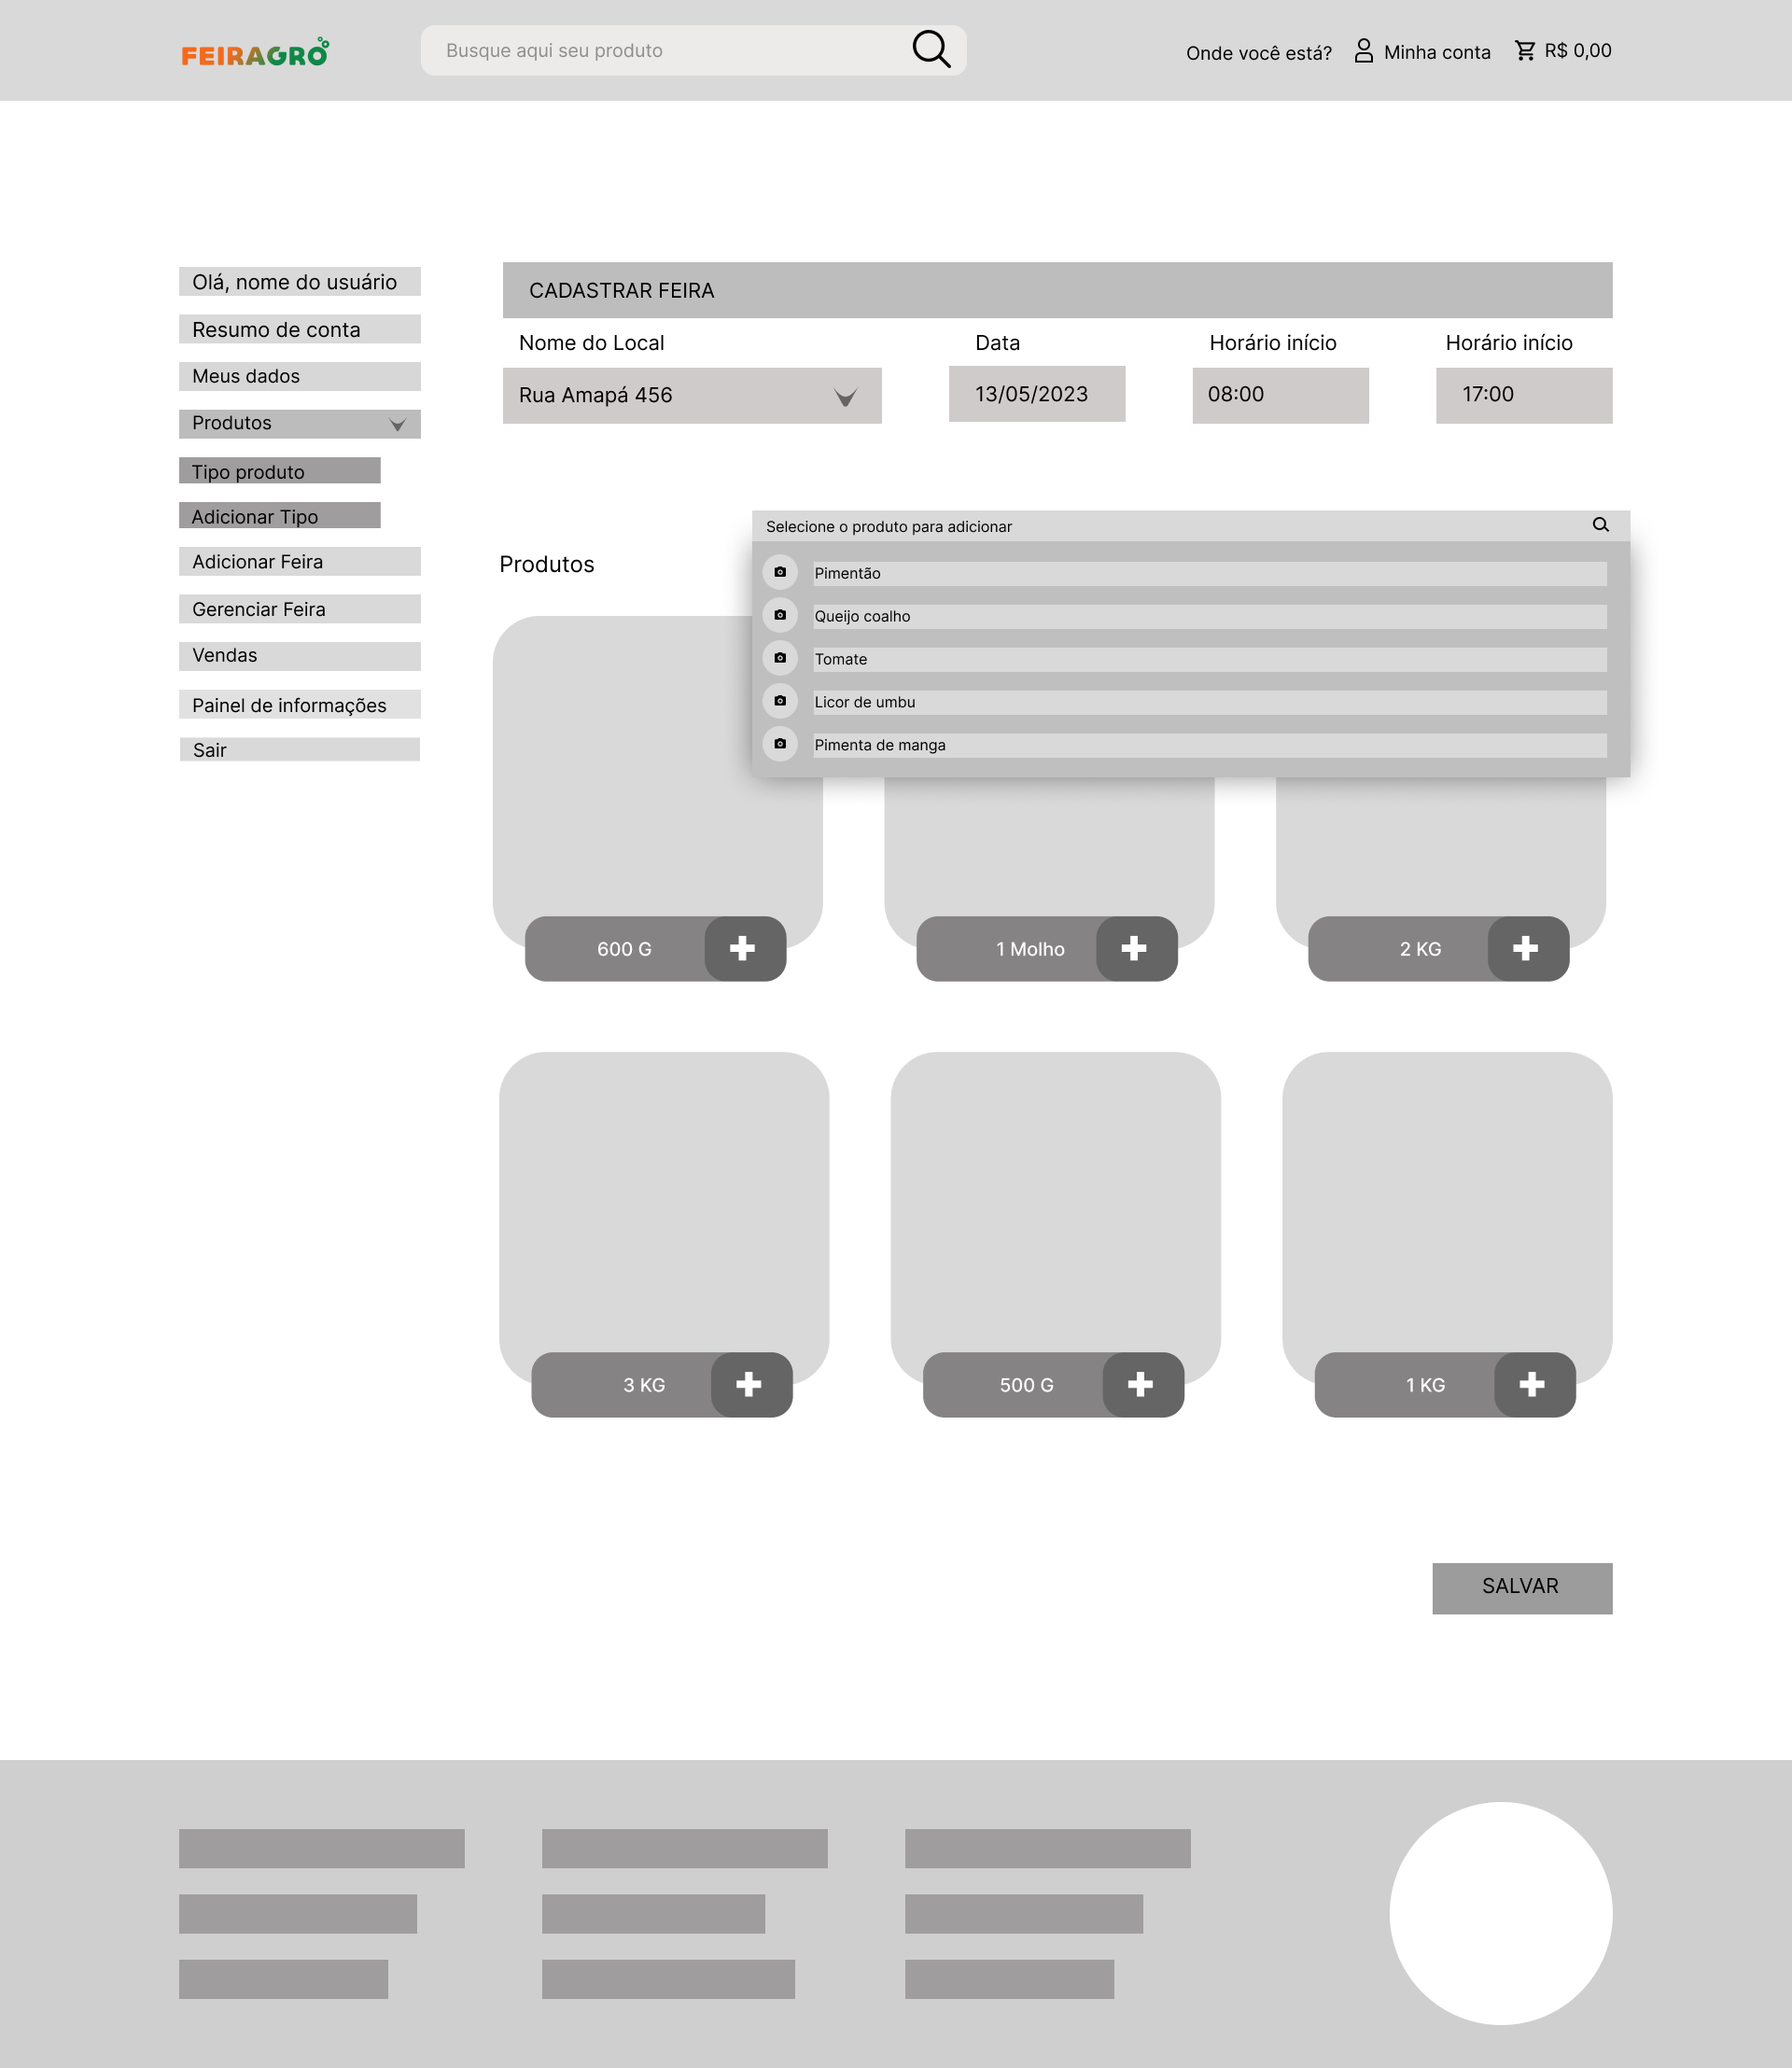 FEIRAGRO
Busque aqui seu produto
Onde você está?
Minha conta
R$ 0,00
Olá, nome do usuário
Resumo de conta
Meus dados
Produtos
Tipo produto
Adicionar Tipo
Adicionar Feira
Gerenciar Feira
Vendas
Painel de informações
Sair
CADASTRAR FEIRA
Nome do Local
Data
Horário início
Horário início
Rua Amapá 456
13/05/2023
08:00
17:00
Produtos
Selecione o produto para adicionar
Pimentão
Queijo coalho
Tomate
Licor de umbu
Pimenta de manga
600 G
1 Molho
2 KG
3 KG
500 G
1 KG
SALVAR